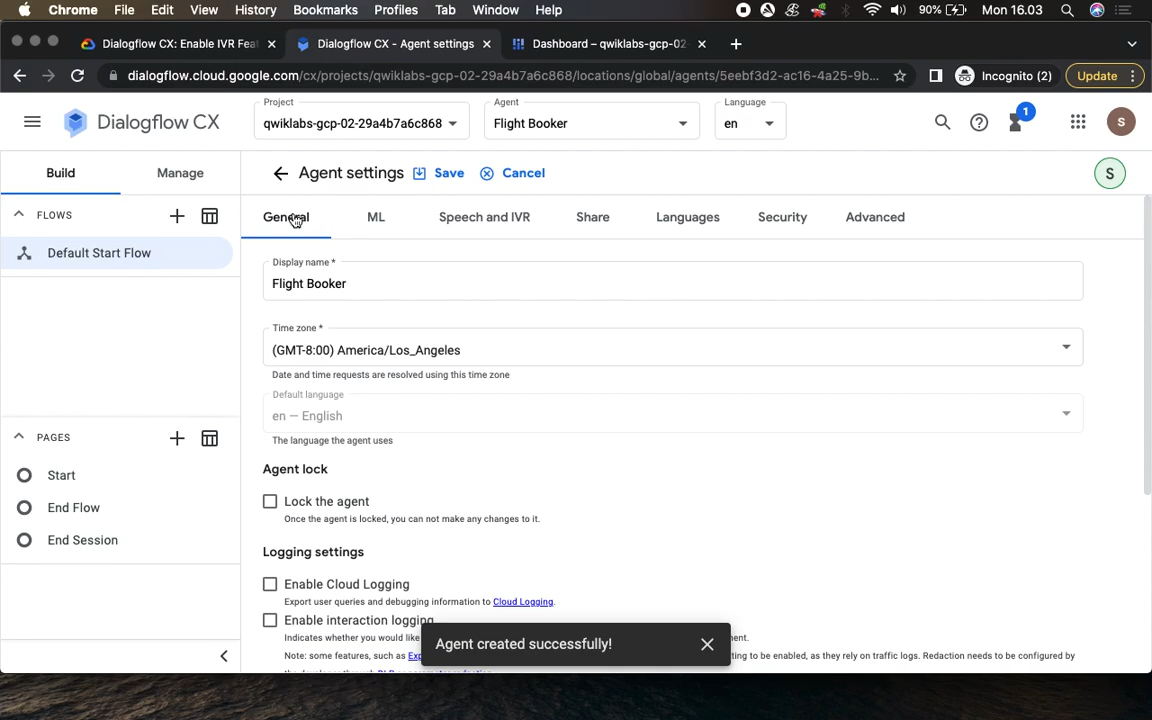 Chrome File Edit View History Bookmarks Profiles Tab Window Help 90% Mon 16.03
Dialogflow CX: Enable IVR Fea Dialogflow CX - Agent settings Dashboard – qwiklabs-gcp-02-
dialogflow.cloud.google.com/cx/projects/qwiklabs-gcp-02-29a4b7a6c868/locations/global/agents/5eebf3d2-ac16-4a25-9b... Incognito (2) Update
Dialogflow CX
Project
qwiklabs-gcp-02-29a4b7a6c868
Agent
Flight Booker
Language
en
1
S
Build Manage
Agent settings Save Cancel
S
FLOWS
Default Start Flow
PAGES
Start
End Flow
End Session
General ML Speech and IVR Share Languages Security Advanced
Display name *
Flight Booker
Time zone *
(GMT-8:00) America/Los_Angeles
Date and time requests are resolved using this time zone
Default language
en — English
The language the agent uses
Agent lock
Lock the agent
Once the agent is locked, you can not make any changes to it.
Logging settings
Enable Cloud Logging
Export user queries and debugging information to Cloud Logging.
Enable interaction logging
Indicates whether you would like
Note: some features, such as Exp ting to be enabled, as they rely on traffic logs. Redaction needs to be configured by
Agent created successfully!